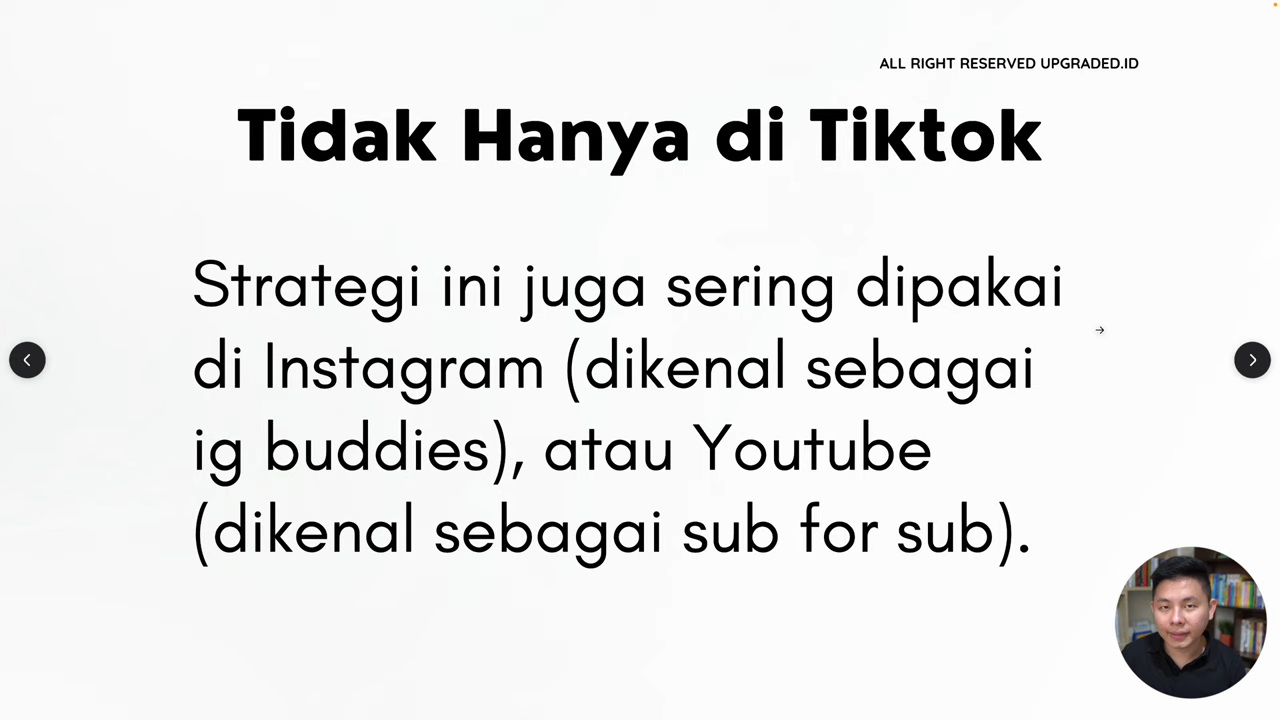 ALL RIGHT RESERVED UPGRADED.ID
Tidak Hanya di Tiktok
Strategi ini juga sering dipakai
di Instagram (dikenal sebagai
ig buddies), atau Youtube
(dikenal sebagai sub for sub).